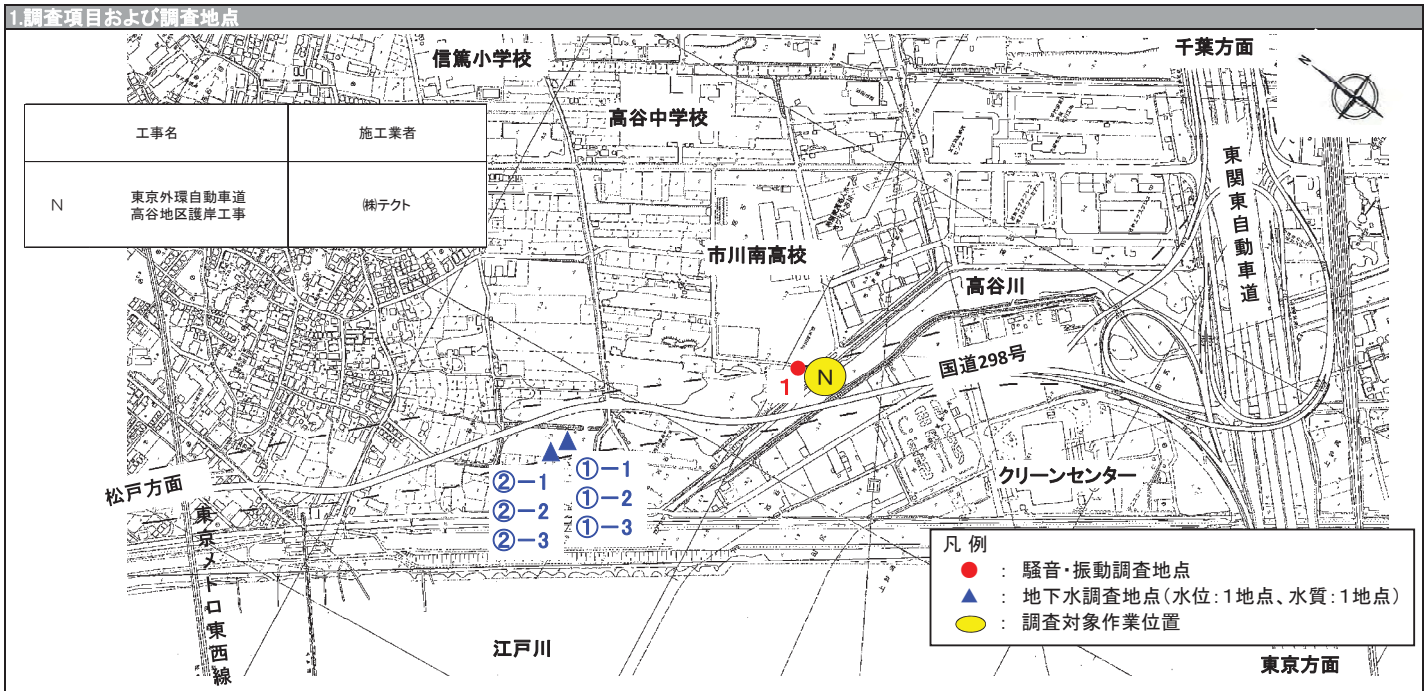 1.調査項目および調査地点
信篤小学校
千葉方面
N
高谷中学校
工事名
施工業者
N
東京外環自動車道
高谷地区護岸工事
㈱テクト
東関東自動車道
市川南高校
高谷川
国道298号
1
N
②-1
②-2
②-3
①-1
①-2
①-3
クリーンセンター
松戸方面
東京メトロ東西線
江戸川
凡 例
: 騒音・振動調査地点
: 地下水調査地点(水位:1地点、水質:1地点)
: 調査対象作業位置
東京方面